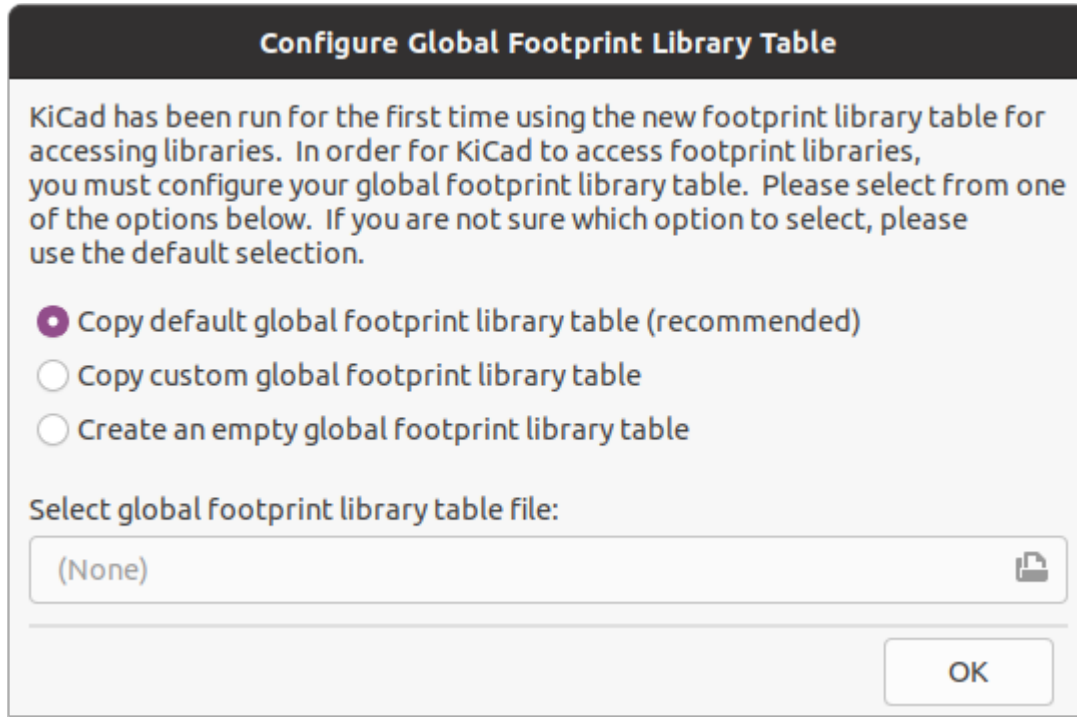 Configure Global Footprint Library Table
KiCad has been run for the first time using the new footprint library table for
accessing libraries.  In order for KiCad to access footprint libraries,
you must configure your global footprint library table.  Please select from one
of the options below.  If you are not sure which option to select, please
use the default selection.
Copy default global footprint library table (recommended)
Copy custom global footprint library table
Create an empty global footprint library table
Select global footprint library table file:
(None)
OK